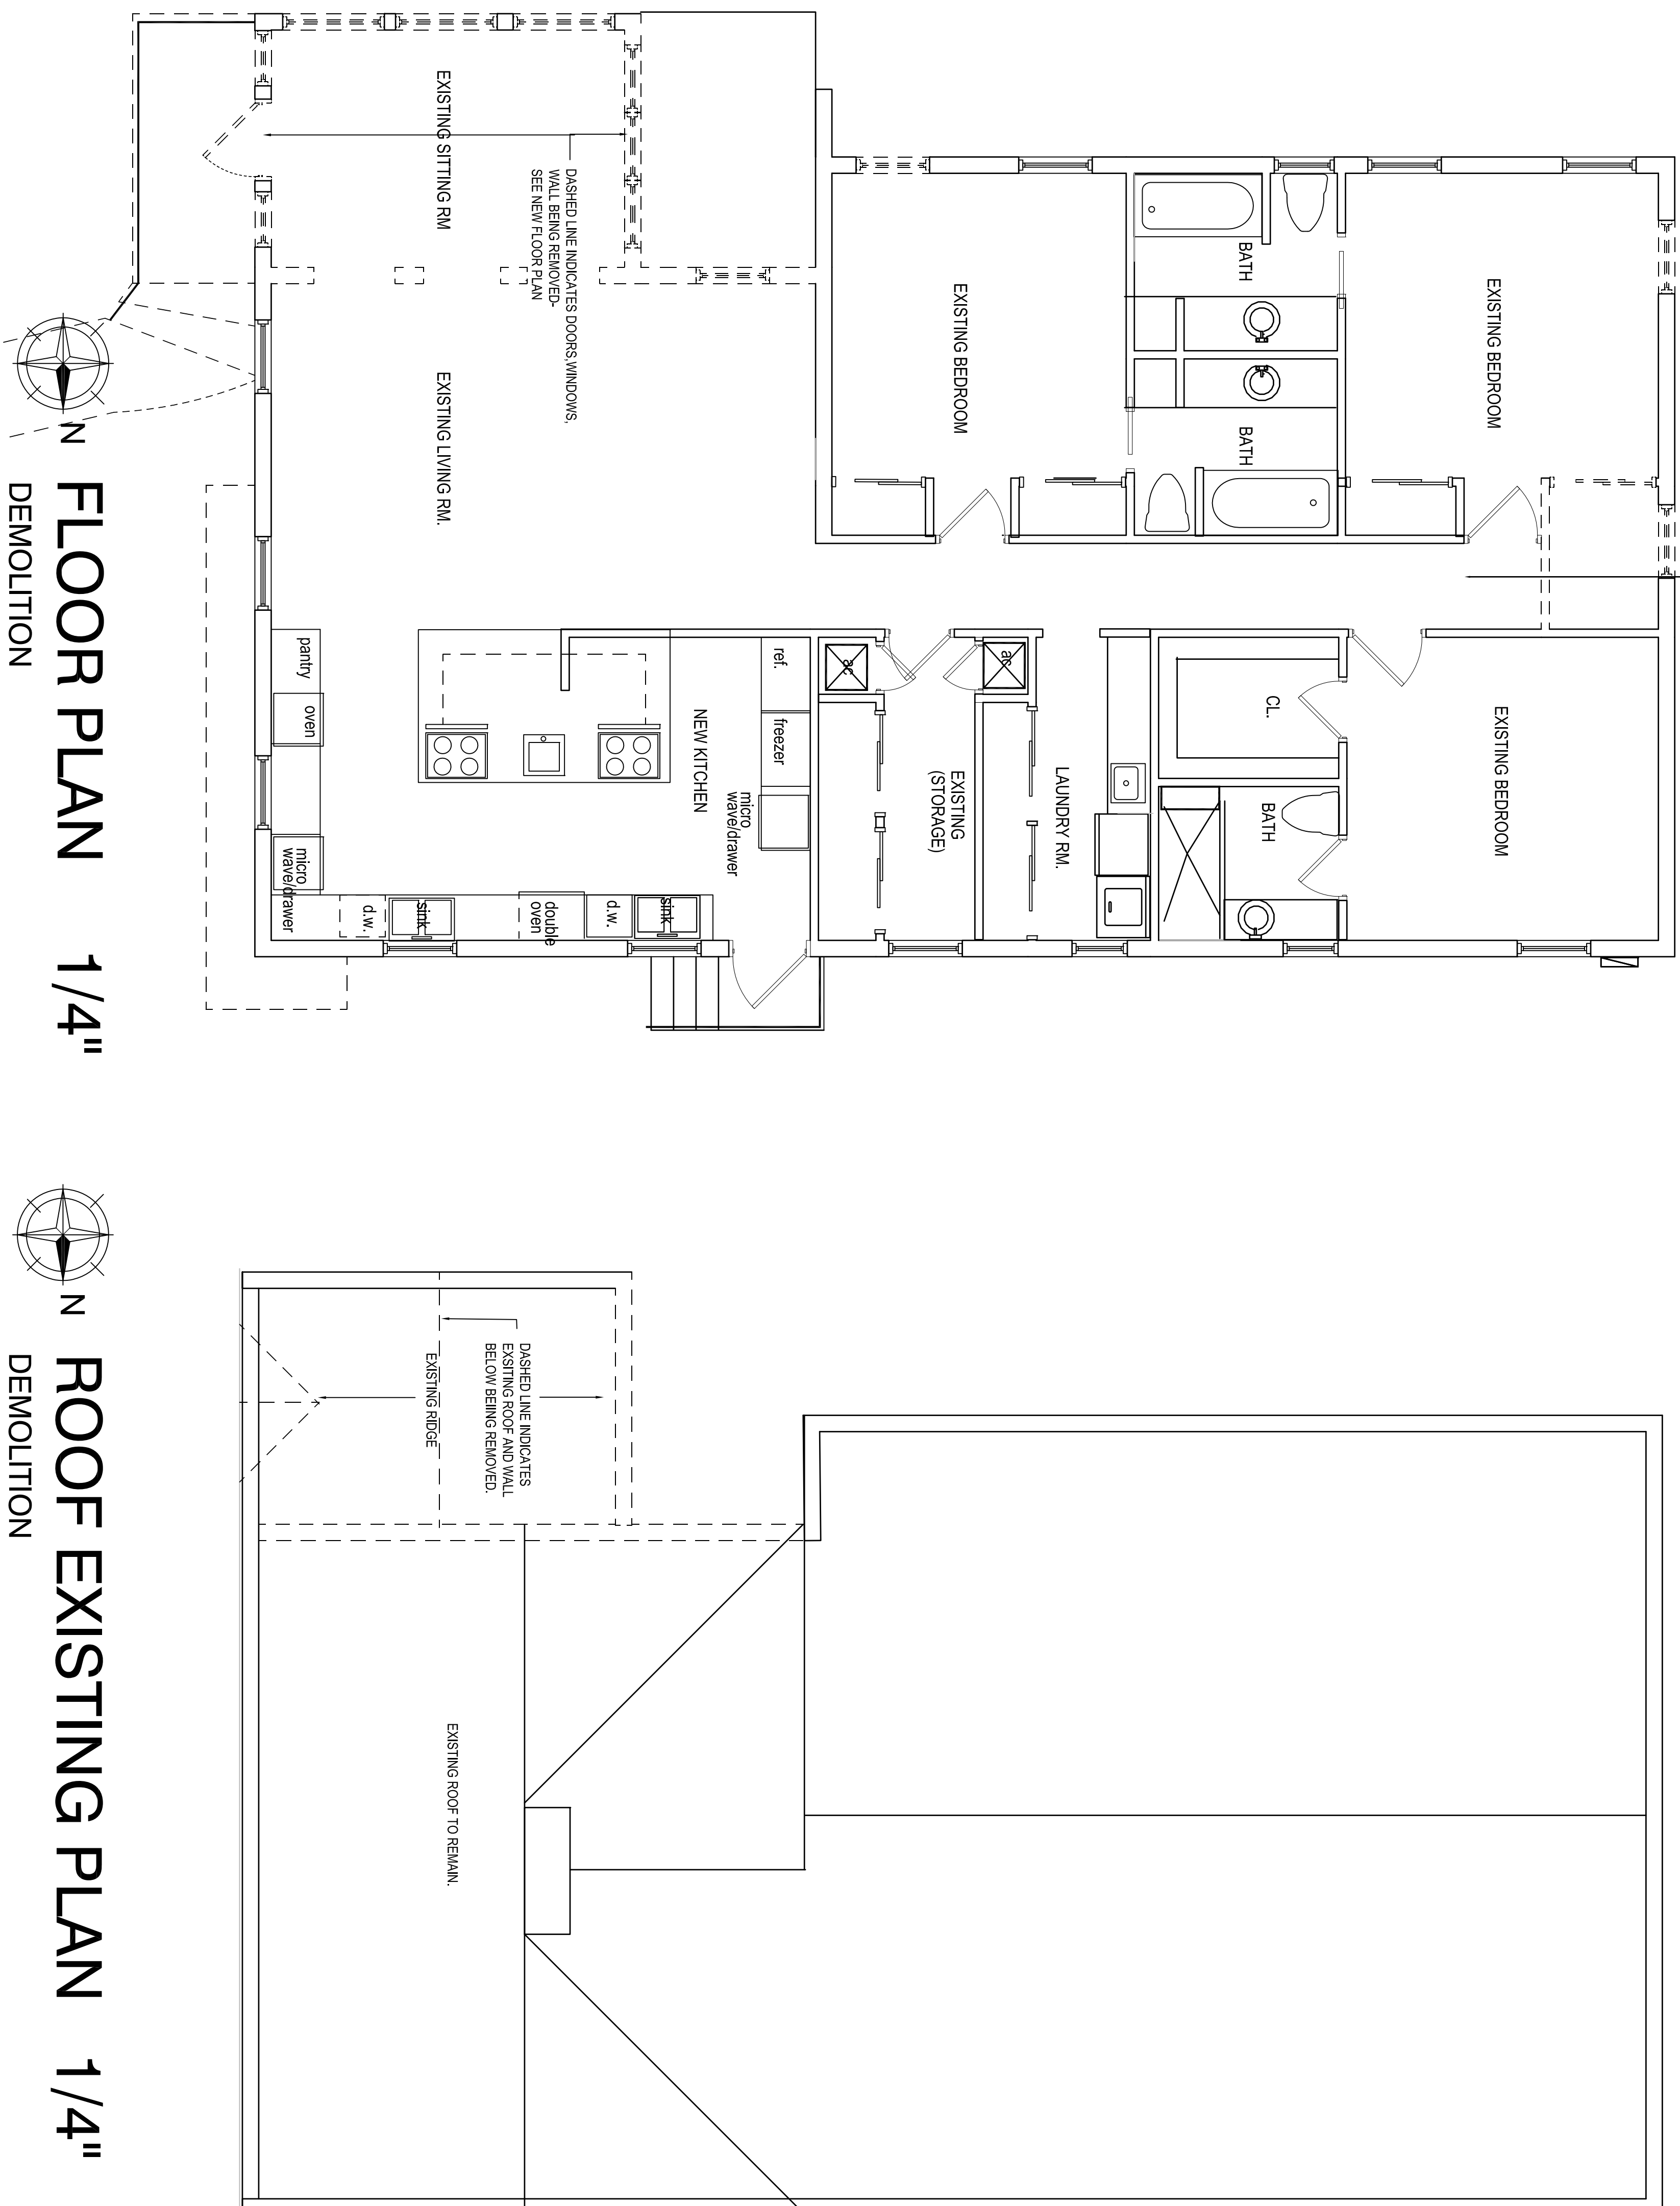 EXISTING SITTING RM
DASHED LINE INDICATES DOORS,WINDOWS,
WALL BEING REMOVED-
SEE NEW FLOOR PLAN
EXISTING LIVING RM.
EXISTING BEDROOM
BATH
BATH
EXISTING BEDROOM
pantry
oven
micro
wave/drawer
d.w.
sink
double
oven
d.w.
sink
NEW KITCHEN
ref.
freezer
micro
wave/drawer
ac
EXISTING
(STORAGE)
ac
LAUNDRY RM.
CL.
BATH
EXISTING BEDROOM
N
FLOOR PLAN 1/4"
DEMOLITION
DASHED LINE INDICATES
EXSITING ROOF AND WALL
BELOW BEIING REMOVED.
EXISTING RIDGE
EXISTING ROOF TO REMAIN.
N
ROOF EXISTING PLAN 1/4"
DEMOLITION